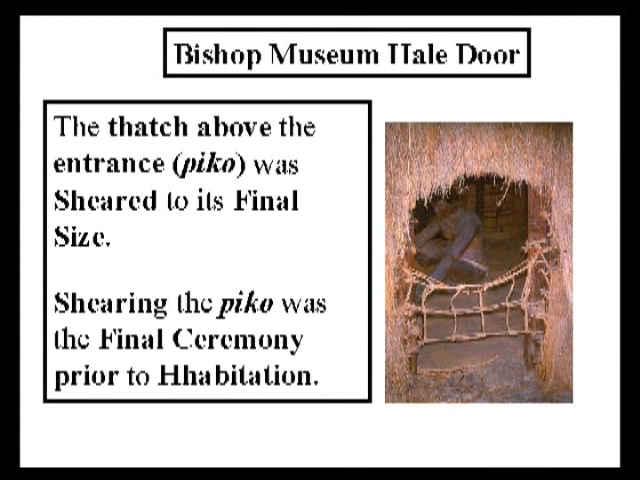 Bishop Museum Hale Door
The thatch above the
entrance (piko) was
Sheared to its Final
Size.
Shearing the piko was
the Final Ceremony
prior to Hhabitation.